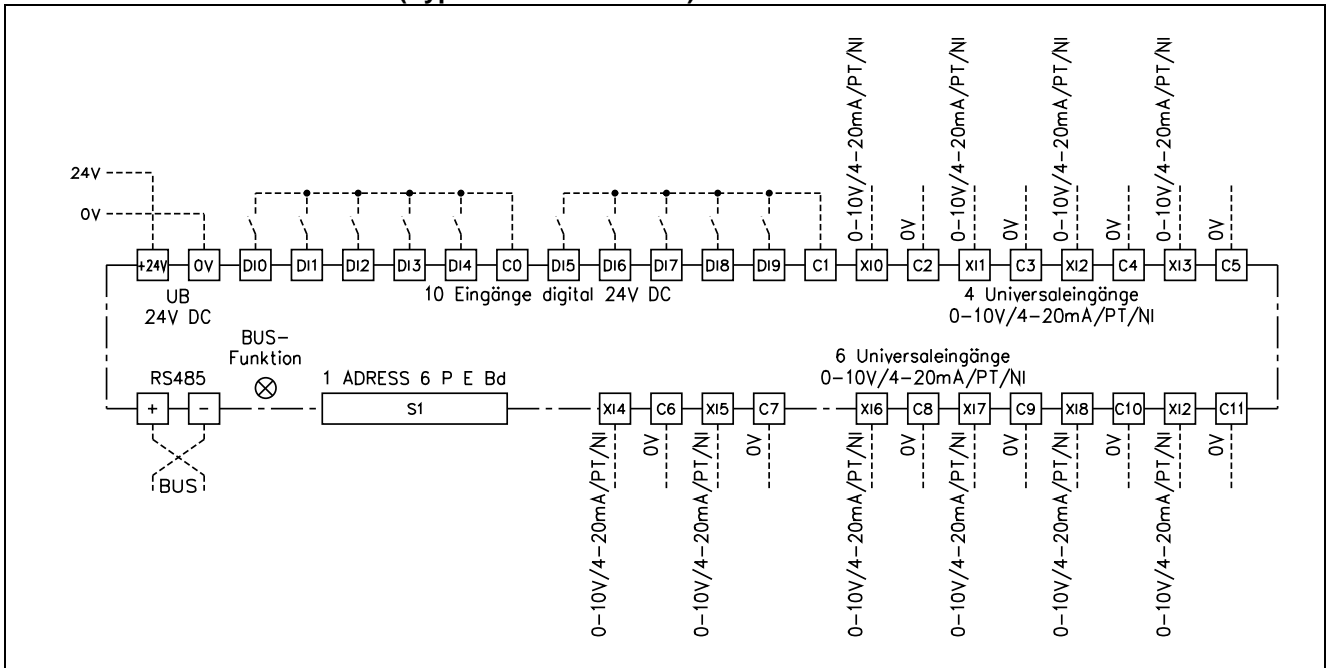 0-10V/4-20mA/PT/NI
0-10V/4-20mA/PT/NI
0-10V/4-20mA/PT/NI
0-10V/4-20mA/PT/NI
24V
0V
0V
0V
0V
0V
+24V 0V DI0 DI1 DI2 DI3 DI4 C0 DI5 DI6 DI7 DI8 DI9 C1 XI0 C2 XI1 C3 XI2 C4 XI3 C5
UB
24V DC
10 Eingänge digital 24V DC
4 Universaleingänge
0-10V/4-20mA/PT/NI
BUS-
Funktion
6 Universaleingänge
0-10V/4-20mA/PT/NI
RS485
1 ADRESS 6 P E Bd
+ - S1 XI4 C6 XI5 C7 XI6 C8 XI7 C9 XI8 C10 XI2 C11
BUS
0-10V/4-20mA/PT/NI
0V
0-10V/4-20mA/PT/NI
0V
0-10V/4-20mA/PT/NI
0V
0-10V/4-20mA/PT/NI
0V
0-10V/4-20mA/PT/NI
0V
0-10V/4-20mA/PT/NI
0V